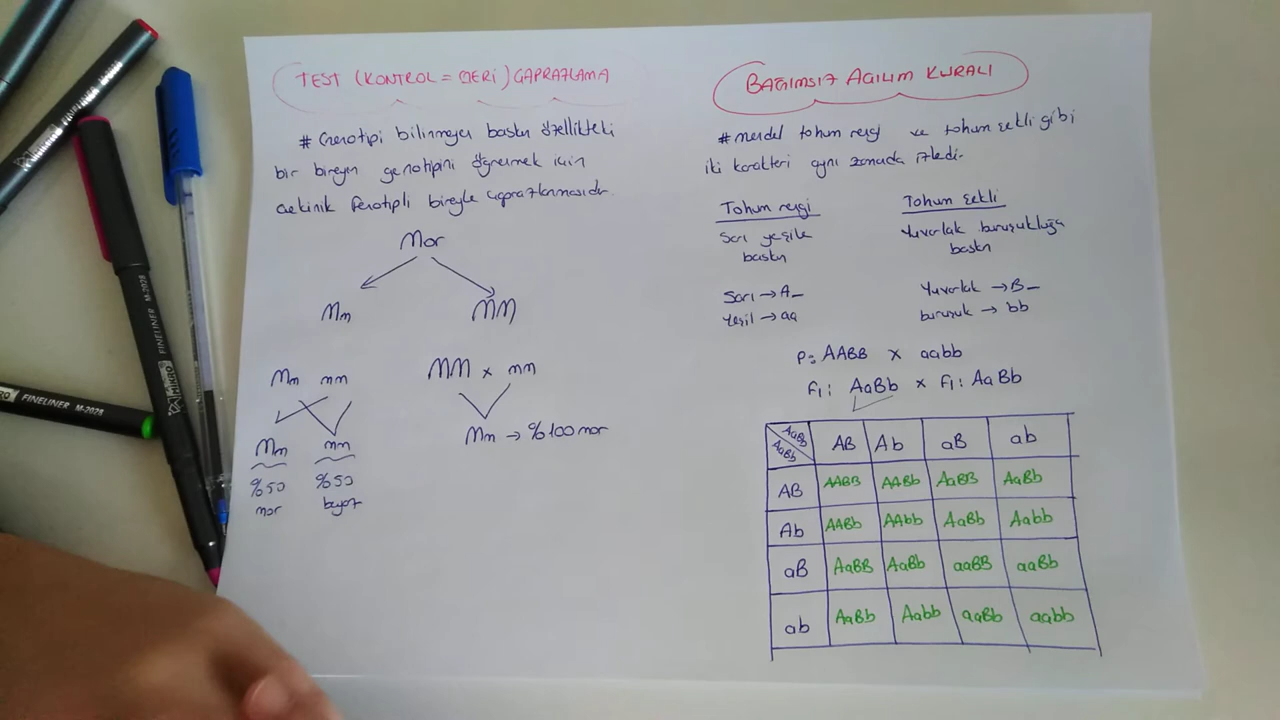 TEST (KONTROL = GERİ) ÇAPRAZLAMA
# Genotipi bilinmeyen baskın özellikteki
bir bireyin genotipini öğrenmek için
çekinik fenotipli bireyle çaprazlanmasıdır.
Mor
Mm MM
Mm mm
Mm mm
%50 %50
mor beyaz
MM x mm
Mm → %100 mor
BAĞIMSIZ AÇILIM KURALI
# mendel tohum rengi ve tohum şekli gibi
iki karakteri aynı zamanda izledi.
Tohum rengi Tohum şekli
Sarı yeşile Yuvarlak buruşukluğa
baskın baskın
Sarı → A_ Yuvarlak → B_
Yeşil → aa buruşuk → bb
P: AABB x aabb
F1: AaBb x F1: AaBb
AaBb AB Ab aB ab
AaBb
AB AABB AABb AaBB AaBb
Ab AABb AAbb AaBb Aabb
aB AaBB AaBb aaBB aaBb
ab AaBb Aabb aaBb aabb
MIKRO FINELINER M-2028
FINELINER M-2028